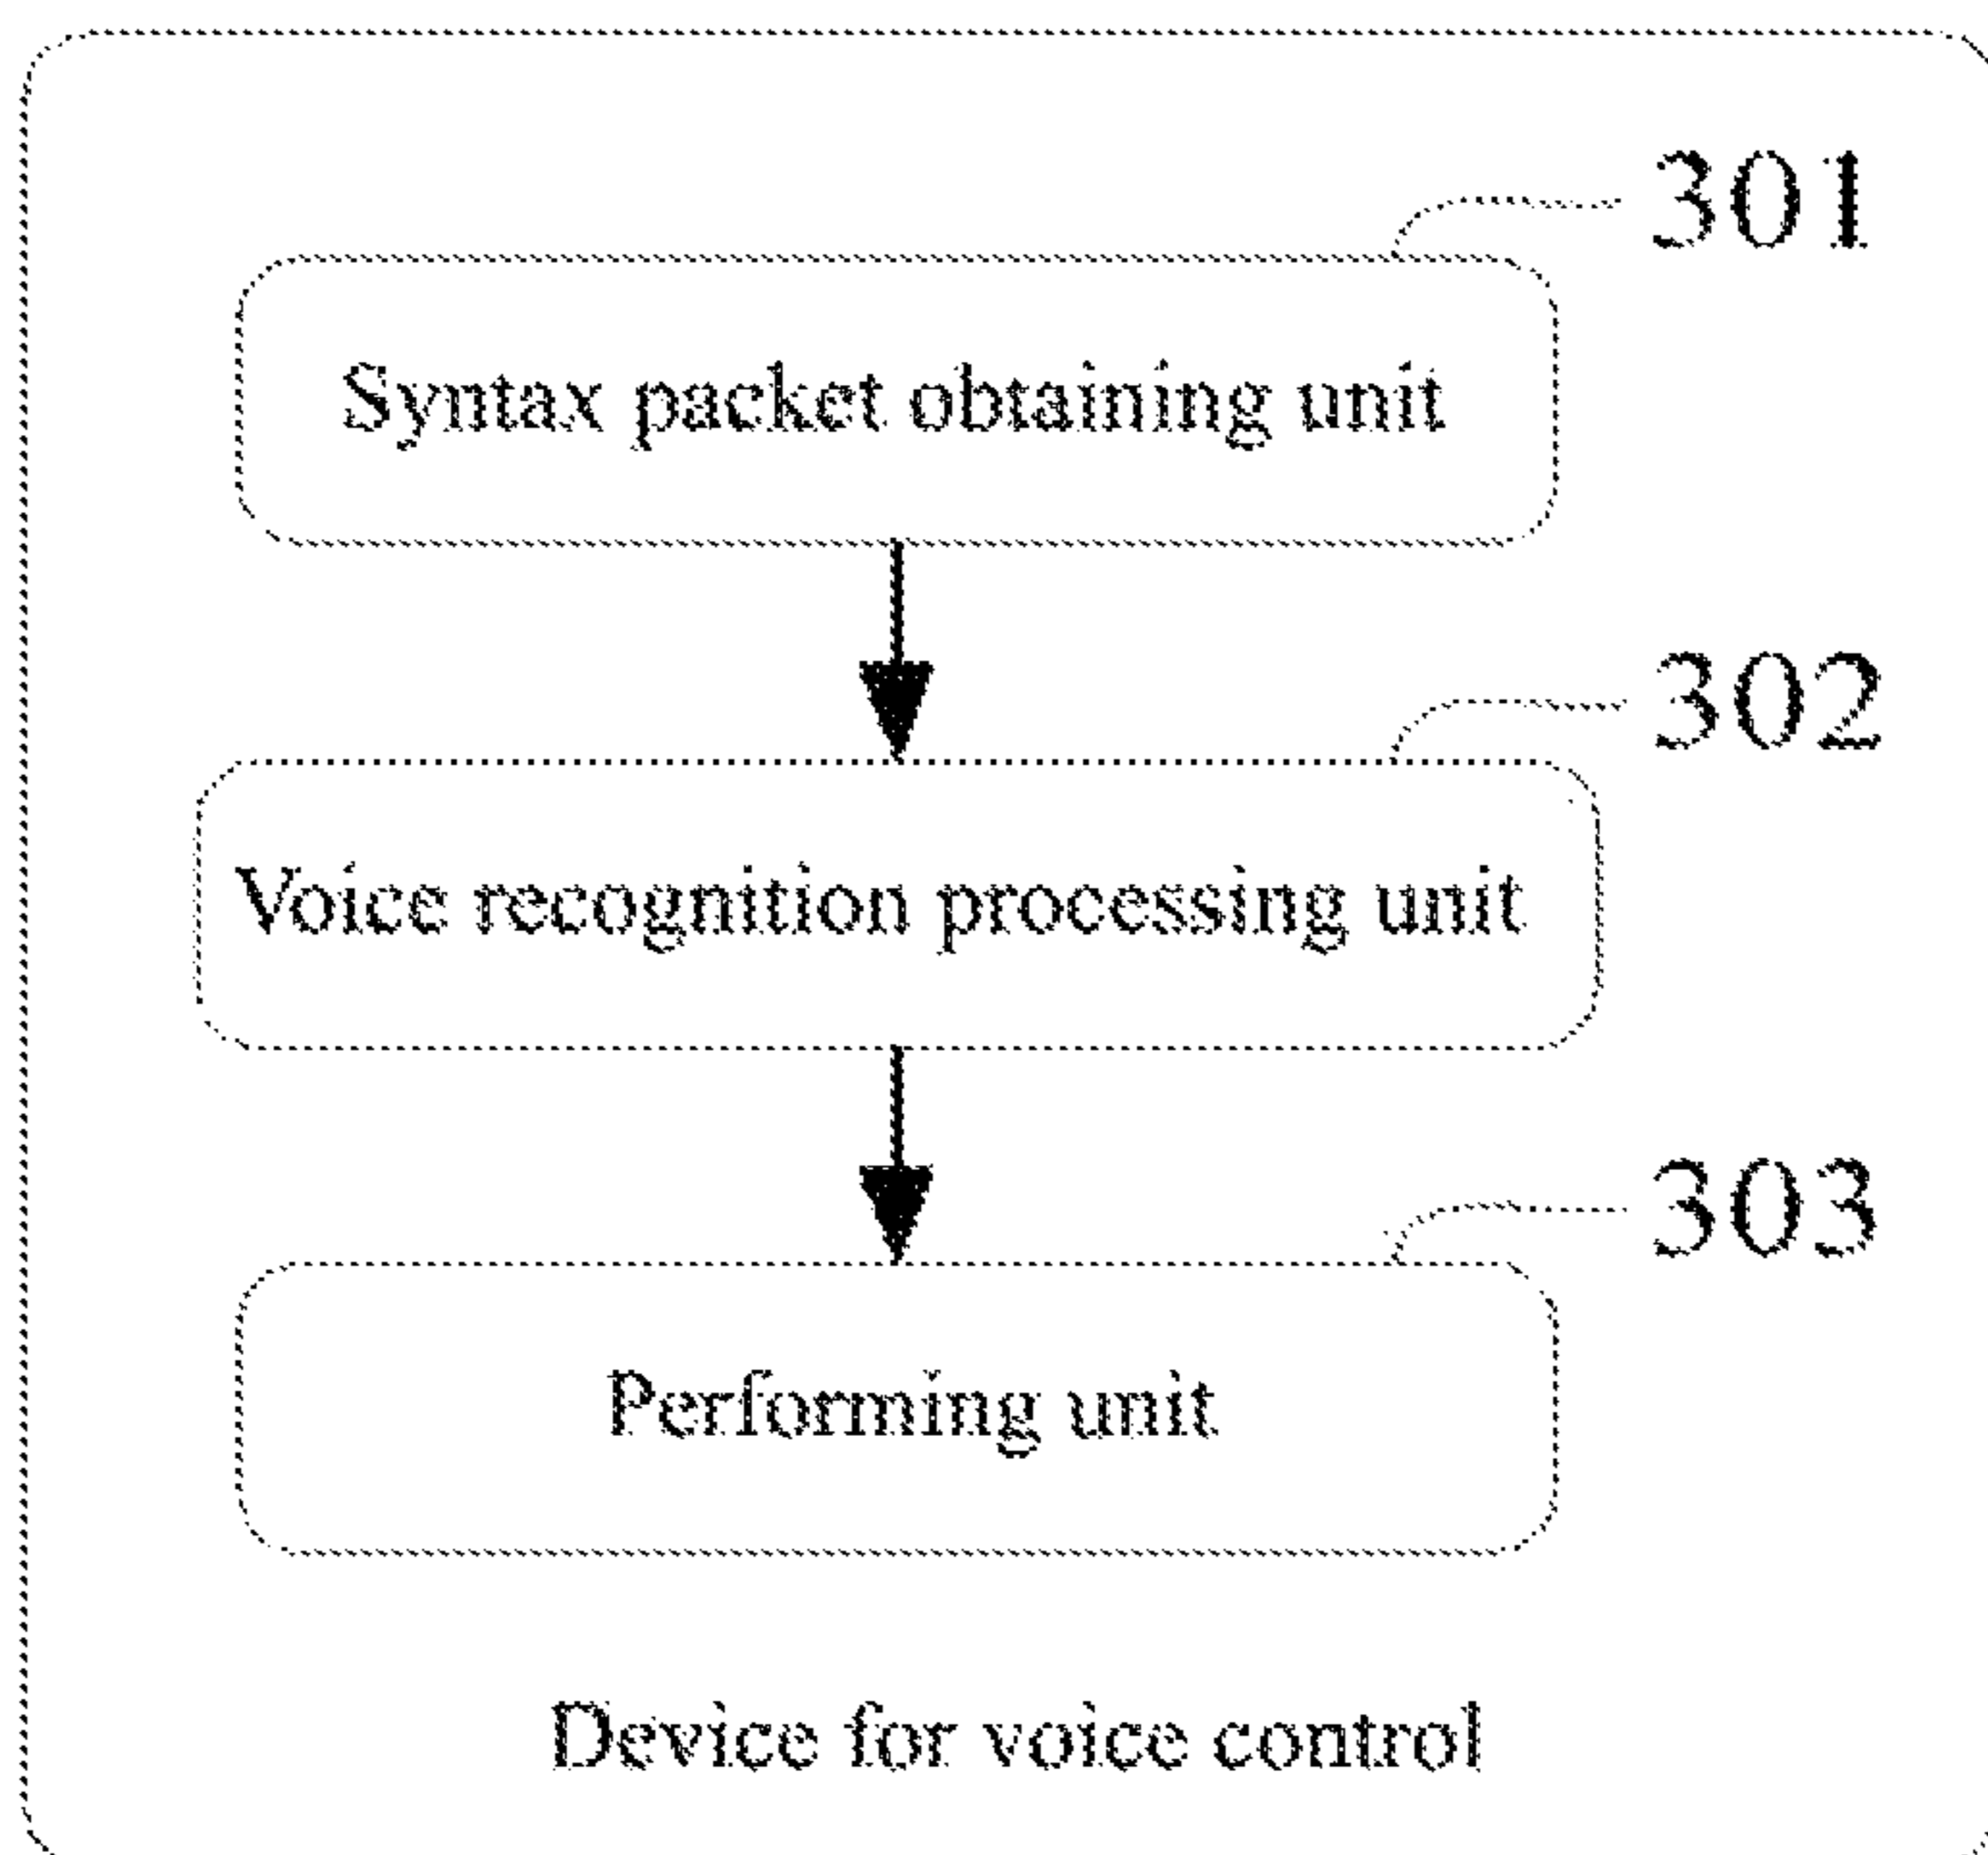 301
Syntax packet obtaining unit
302
Voice recognition processing unit
303
Performing unit
Device for voice control